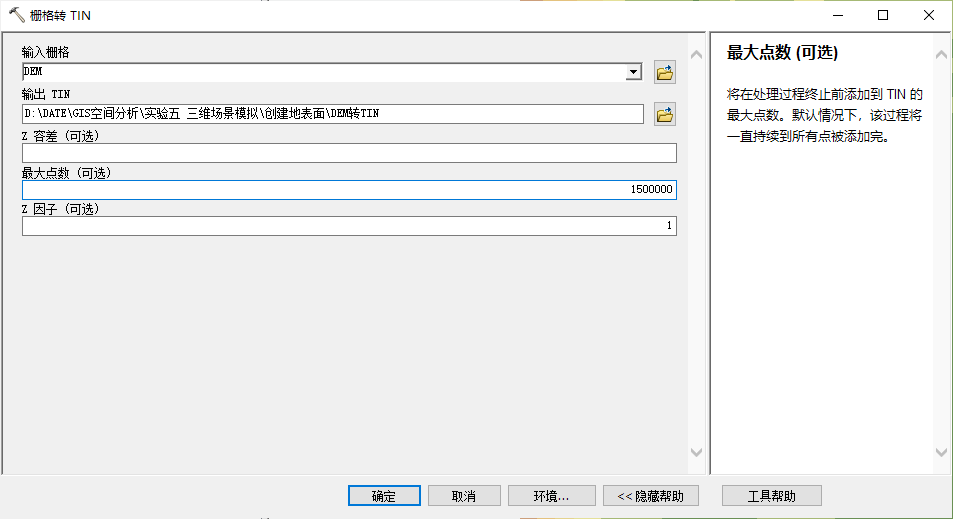 栅格转 TIN
输入栅格
DEM
输出 TIN
D:\DATE\GIS空间分析\实验五 三维场景模拟\创建地表面\DEM转TIN
Z 容差 (可选)
最大点数 (可选)
1500000
Z 因子 (可选)
1
最大点数 (可选)
将在处理过程终止前添加到 TIN 的
最大点数。默认情况下，该过程将
一直持续到所有点被添加完。
确定
取消
环境...
<< 隐藏帮助
工具帮助